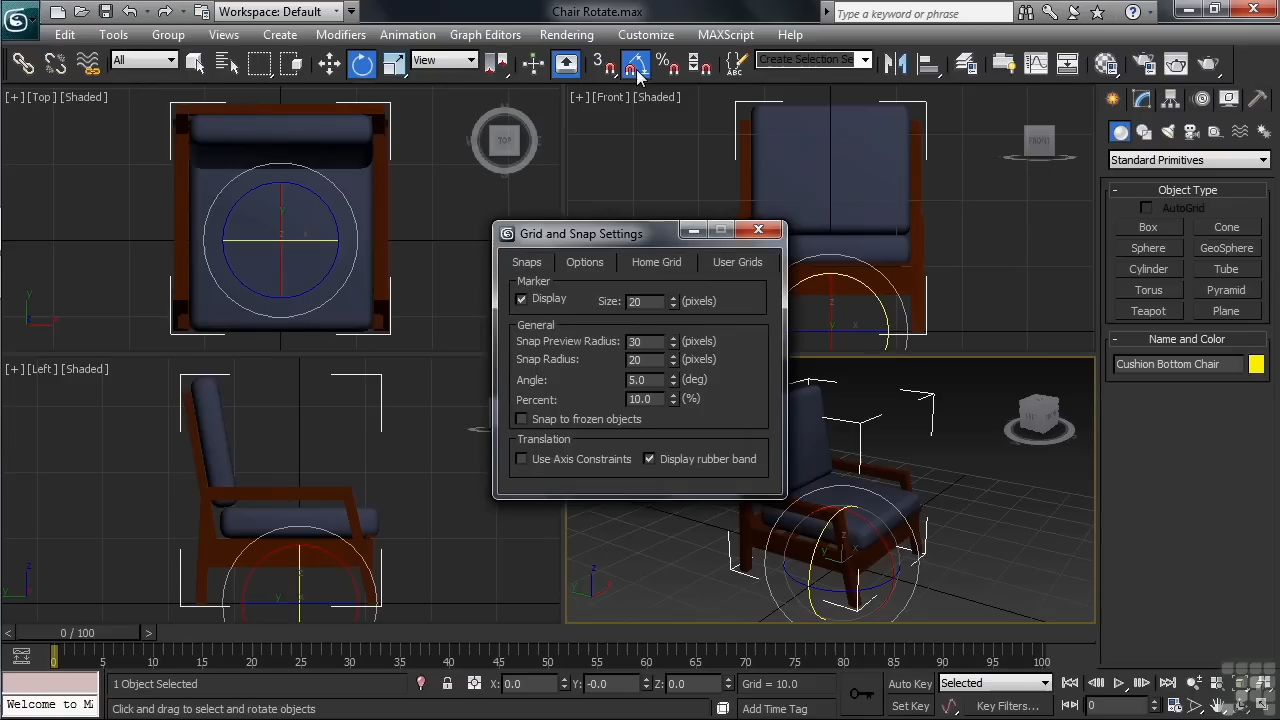 Workspace: Default
Chair Rotate.max
Type a keyword or phrase
Edit Tools Group Views Create Modifiers Animation Graph Editors Rendering Customize MAXScript Help
All
View
3
Create Selection Se
[+] [Top] [Shaded]
[+] [Front] [Shaded]
TOP
FRONT
Standard Primitives
Object Type
AutoGrid
Box Cone
Sphere GeoSphere
Cylinder Tube
Torus Pyramid
Teapot Plane
Name and Color
Cushion Bottom Chair
Grid and Snap Settings
Snaps Options Home Grid User Grids
Marker
Display Size: 20 (pixels)
General
Snap Preview Radius: 30 (pixels)
Snap Radius: 20 (pixels)
Angle: 5.0 (deg)
Percent: 10.0 (%)
Snap to frozen objects
Translation
Use Axis Constraints Display rubber band
[+] [Left] [Shaded]
0 / 100
0 5 10 15 20 25 30 35 40 45 50 55 60 65 70 75 80 85 90 95 100
1 Object Selected X: 0.0 Y: -0.0 Z: 0.0 Grid = 10.0 Auto Key Selected
Welcome to M
Click and drag to select and rotate objects Add Time Tag Set Key Key Filters... 0